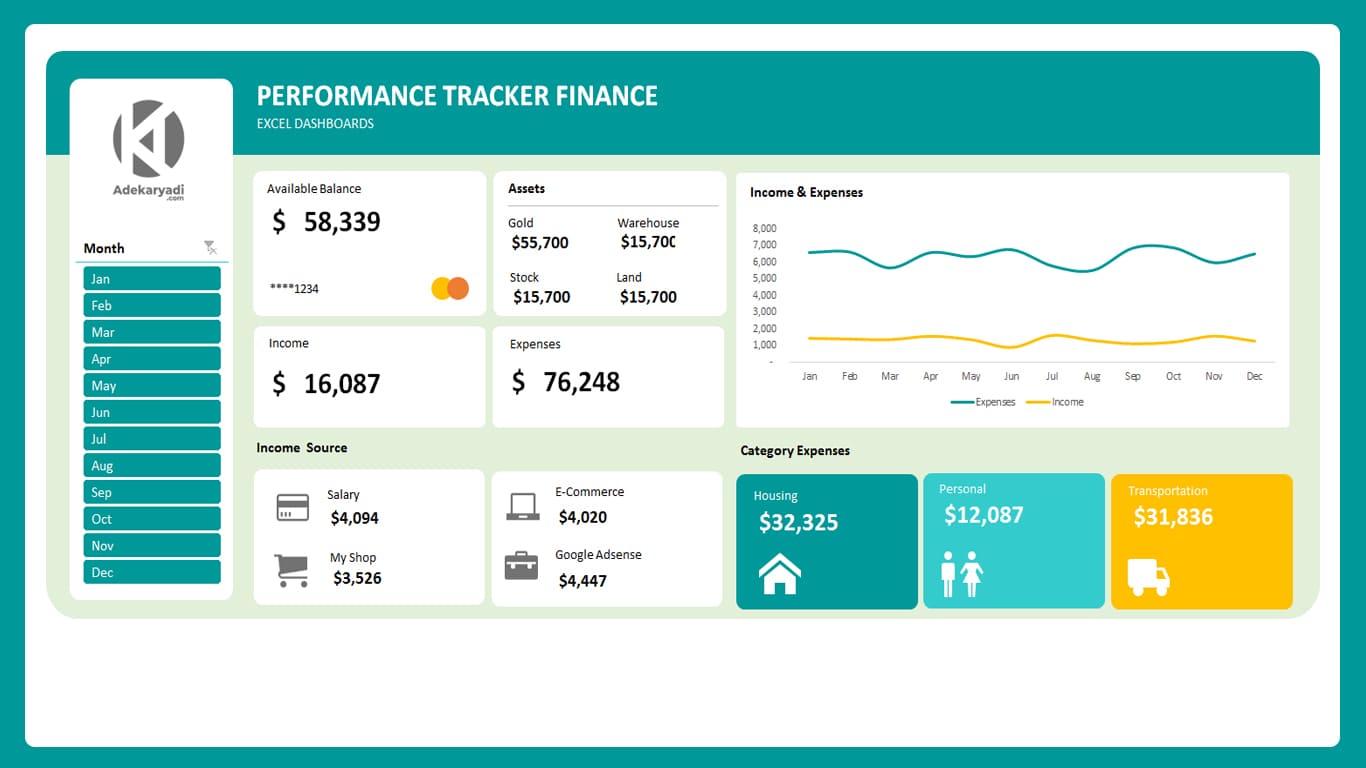 PERFORMANCE TRACKER FINANCE
EXCEL DASHBOARDS
Adekaryadi
.com
Month
Jan
Feb
Mar
Apr
May
Jun
Jul
Aug
Sep
Oct
Nov
Dec
Available Balance
$ 58,339
****1234
Assets
Gold
$55,700
Warehouse
$15,70C
Stock
$15,700
Land
$15,700
Income
$ 16,087
Expenses
$ 76,248
Income & Expenses
8,000
7,000
6,000
5,000
4,000
3,000
2,000
1,000
-
Jan Feb Mar Apr May Jun Jul Aug Sep Oct Nov Dec
Expenses Income
Income Source
Salary
$4,094
My Shop
$3,526
E-Commerce
$4,020
Google Adsense
$4,447
Category Expenses
Housing
$32,325
Personal
$12,087
Transportation
$31,836